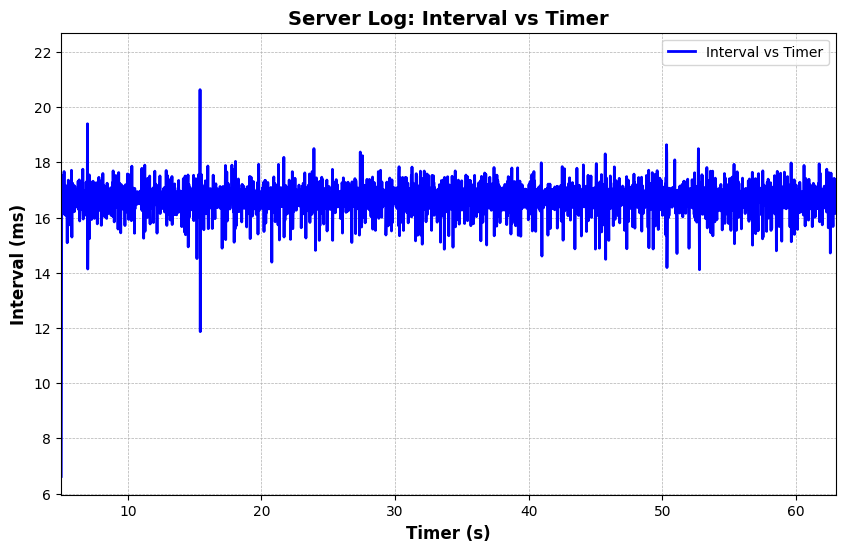 Server Log: Interval vs Timer
Interval vs Timer
Interval (ms)
22
20
18
16
14
12
10
8
6
10 20 30 40 50 60
Timer (s)